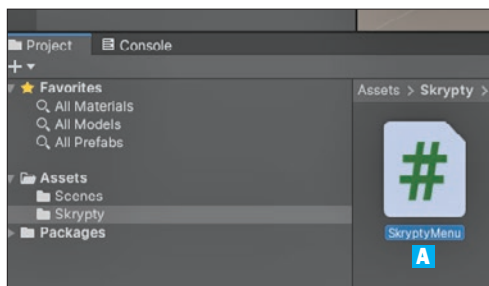 Project
Console
Favorites
All Materials
All Models
All Prefabs
Assets
Scenes
Skrypty
Packages
Assets > Skrypty >
#
SkryptyMenu
A